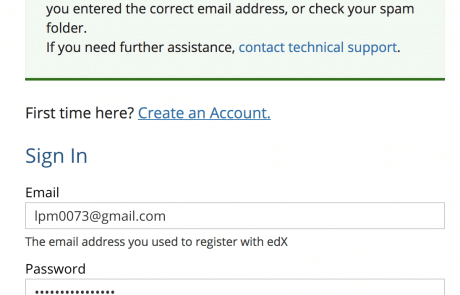 you entered the correct email address, or check your spam
folder.
If you need further assistance, contact technical support.
First time here? Create an Account.
Sign In
Email
lpm0073@gmail.com
The email address you used to register with edX
Password
••••••••••••••••